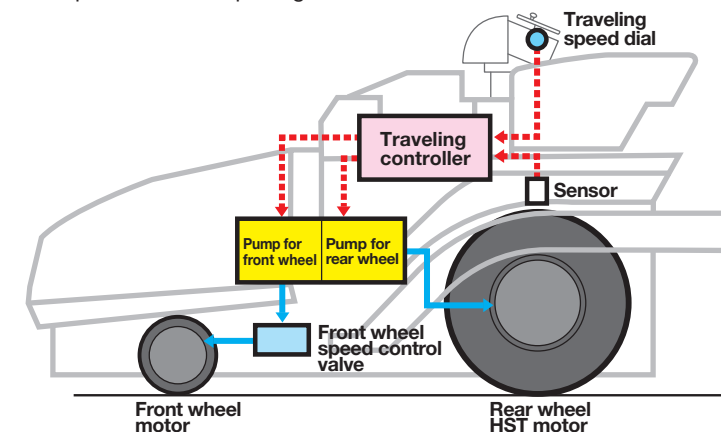 Traveling
speed dial
Traveling
controller
Sensor
Pump for
front wheel
Pump for
rear wheel
Front wheel
speed control
valve
Front wheel
motor
Rear wheel
HST motor